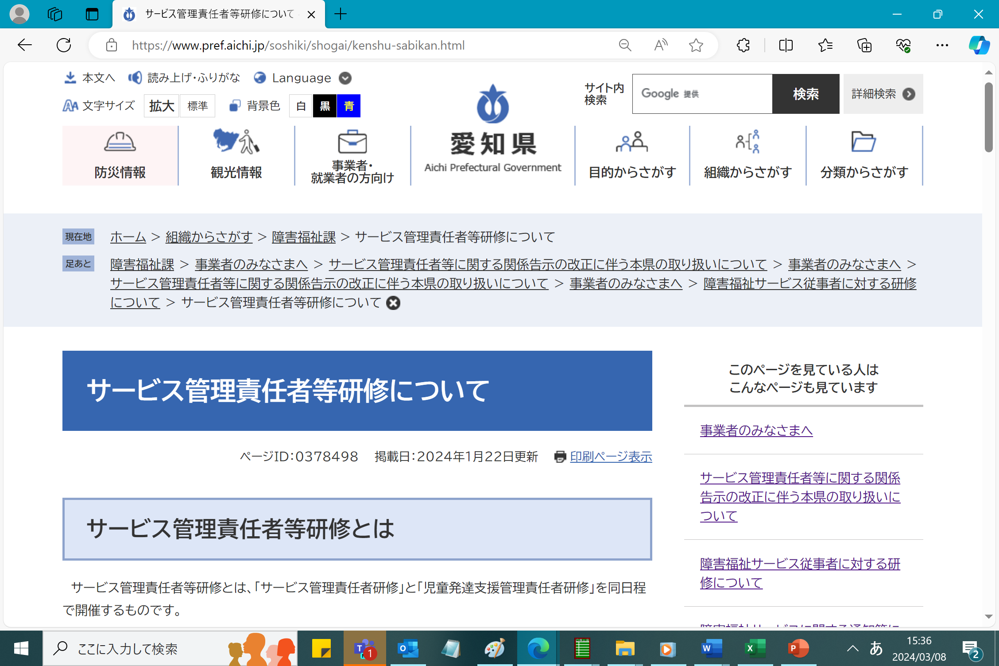 サービス管理責任者等研修について
https://www.pref.aichi.jp/soshiki/shogai/kenshu-sabikan.html
本文へ 読み上げ・ふりがな Language
文字サイズ 拡大 標準 背景色 白 黒 青
サイト内
検索
Google 提供
検索
詳細検索
防災情報
観光情報
事業者・
就業者の方向け
愛知県
Aichi Prefectural Government
目的からさがす
組織からさがす
分類からさがす
現在地 ホーム > 組織からさがす > 障害福祉課 > サービス管理責任者等研修について
足あと 障害福祉課 > 事業者のみなさまへ > サービス管理責任者等に関する関係告示の改正に伴う本県の取り扱いについて > 事業者のみなさまへ >
サービス管理責任者等に関する関係告示の改正に伴う本県の取り扱いについて > 事業者のみなさまへ > 障害福祉サービス従事者に対する研修
について > サービス管理責任者等研修について
サービス管理責任者等研修について
ページID：0378498 掲載日：2024年1月22日更新 印刷ページ表示
サービス管理責任者等研修とは
サービス管理責任者等研修とは、「サービス管理責任者研修」と「児童発達支援管理責任者研修」を同日程
で開催するものです。
このページを見ている人は
こんなページも見ています
事業者のみなさまへ
サービス管理責任者等に関する関係
告示の改正に伴う本県の取り扱いに
ついて
障害福祉サービス従事者に対する研
修について
ここに入力して検索
T
1
O
W
X
P
あ
15:36
2024/03/08
2